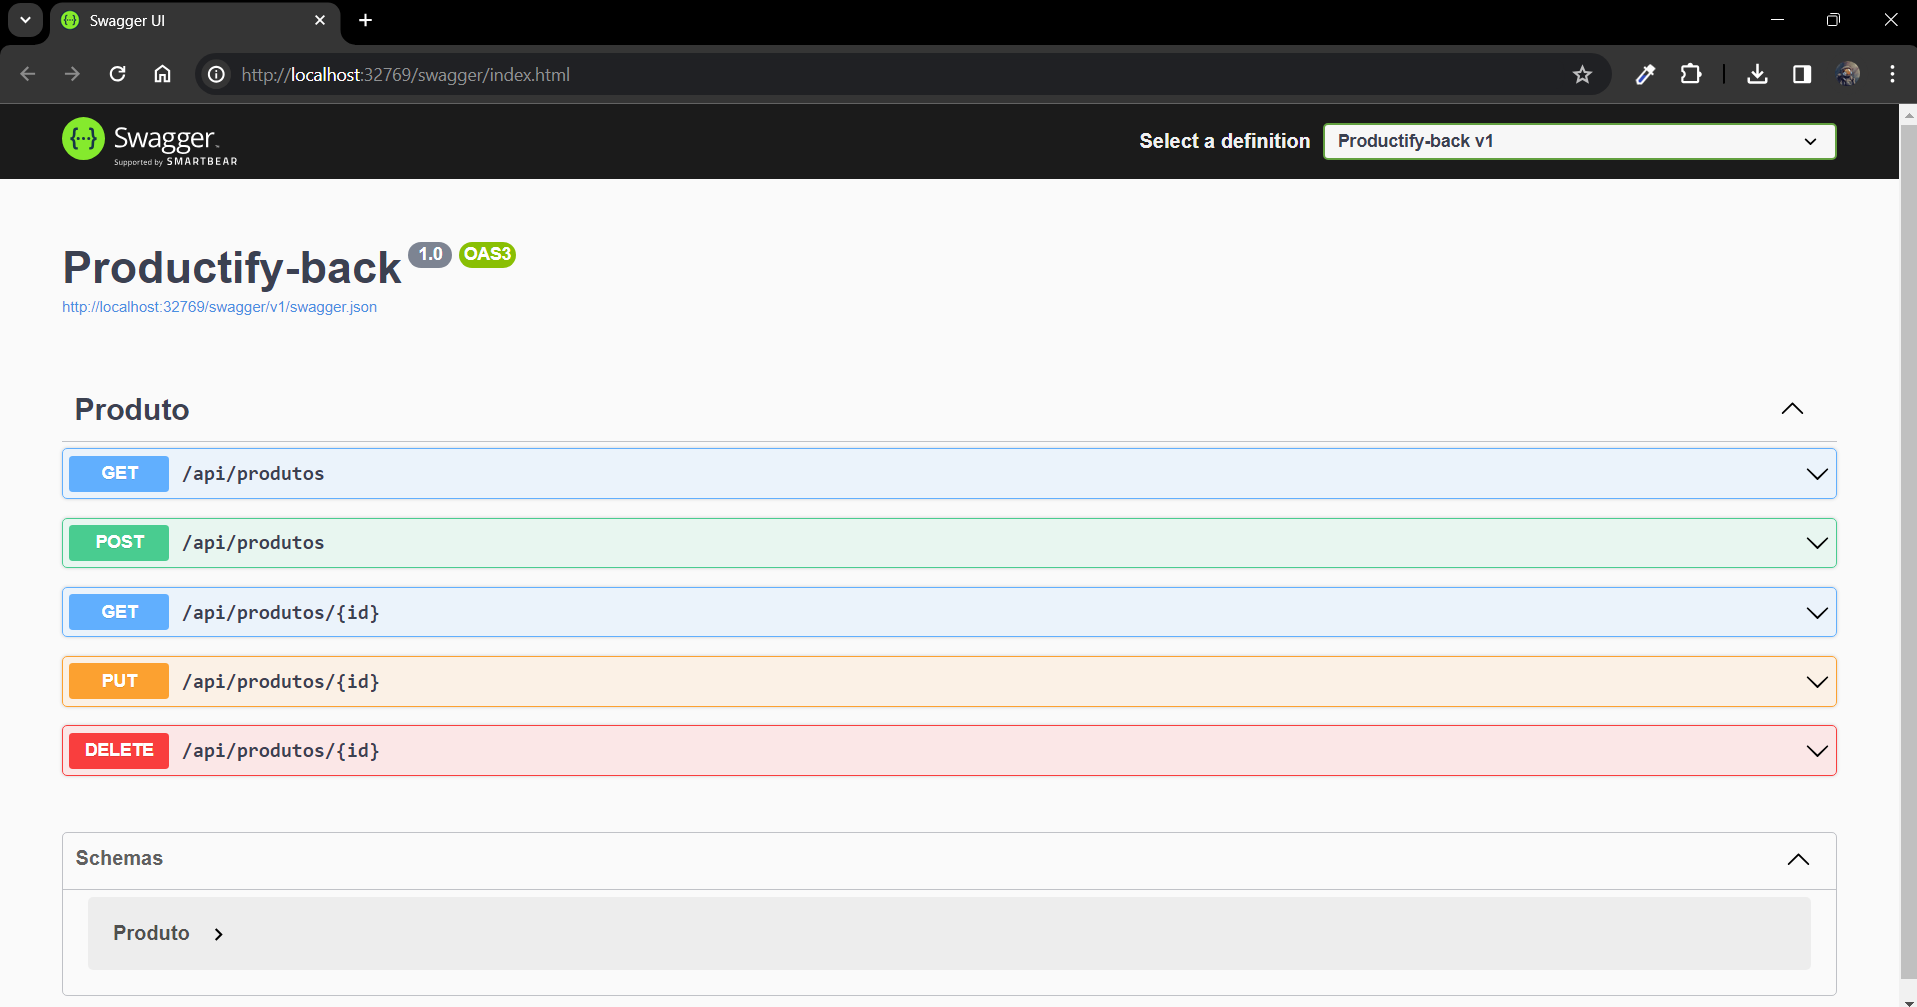 Swagger UI
http://localhost:32769/swagger/index.html
Swagger.
Supported by SMARTBEAR
Select a definition
Productify-back v1
Productify-back 1.0 OAS3
http://localhost:32769/swagger/v1/swagger.json
Produto
GET /api/produtos
POST /api/produtos
GET /api/produtos/{id}
PUT /api/produtos/{id}
DELETE /api/produtos/{id}
Schemas
Produto